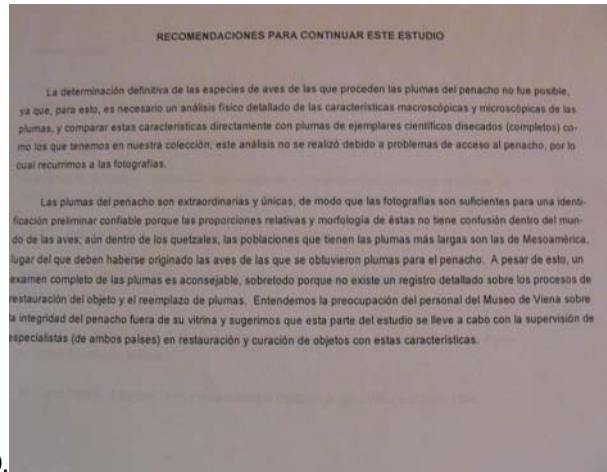 RECOMENDACIONES PARA CONTINUAR ESTE ESTUDIO
La determinación definitiva de las especies de aves de las que proceden las plumas del penacho no fue posible,
ya que, para esto, es necesario un análisis físico detallado de las características macroscópicas y microscópicas de las
plumas, y comparar estas características directamente con plumas de ejemplares científicos disecados (completos) co-
mo los que tenemos en nuestra colección; este análisis no se realizó debido a problemas de acceso al penacho, por lo
cual recurrimos a las fotografías.
Las plumas del penacho son extraordinarias y únicas, de modo que las fotografías son suficientes para una identi-
ficación preliminar confiable porque las proporciones relativas y morfología de éstas no tiene confusión dentro del mun-
do de las aves; aún dentro de los quetzales, las poblaciones que tienen las plumas más largas son las de Mesoamérica,
lugar del que deben haberse originado las aves de las que se obtuvieron plumas para el penacho. A pesar de esto, un
examen completo de las plumas es aconsejable, sobretodo porque no existe un registro detallado sobre los procesos de
restauración del objeto y el reemplazo de plumas. Entendemos la preocupación del personal del Museo de Viena sobre
la integridad del penacho fuera de su vitrina y sugerimos que esta parte del estudio se lleve a cabo con la supervisión de
especialistas (de ambos países) en restauración y curación de objetos con estas características.